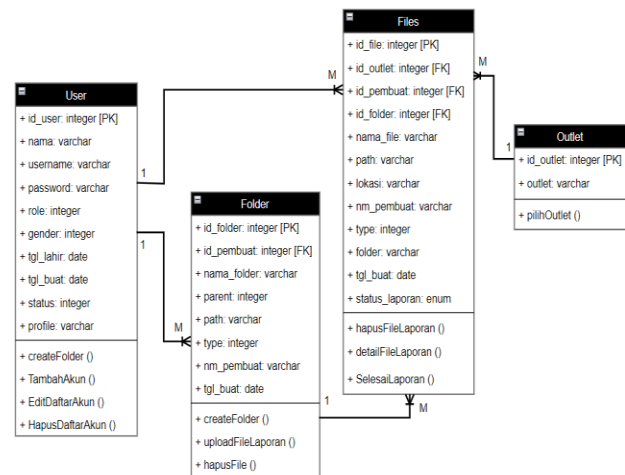 User
+ id_user: integer [PK]
+ nama: varchar
+ username: varchar
+ password: varchar
+ role: integer
+ gender: integer
+ tgl_lahir: date
+ tgl_buat: date
+ status: integer
+ profile: varchar
+ createFolder ()
+ TambahAkun ()
+ EditDaftarAkun ()
+ HapusDaftarAkun ()
1
M
1
M
Folder
+ id_folder: integer [PK]
+ id_pembuat: integer [FK]
+ nama_folder: varchar
+ parent: integer
+ path: varchar
+ type: integer
+ nm_pembuat: varchar
+ tgl_buat: date
+ createFolder ()
+ uploadFileLaporan ()
+ hapusFile ()
1
M
Files
+ id_file: integer [PK]
+ id_outlet: integer [FK]
+ id_pembuat: integer [FK]
+ id_folder: integer [FK]
+ nama_file: varchar
+ path: varchar
+ lokasi: varchar
+ nm_pembuat: varchar
+ type: integer
+ folder: varchar
+ tgl_buat: date
+ status_laporan: enum
+ hapusFileLaporan ()
+ detailFileLaporan ()
+ SelesaiLaporan ()
M
1
Outlet
+ id_outlet: integer [PK]
+ outlet: varchar
+ pilihOutlet ()